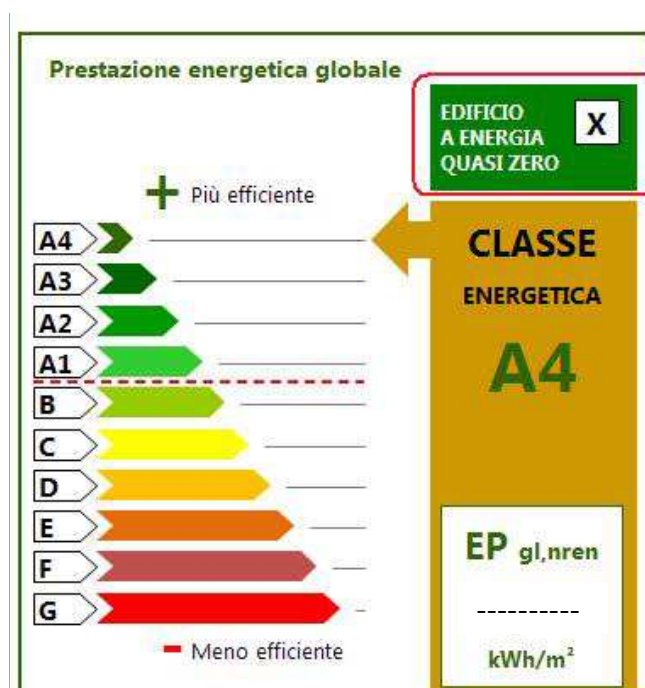 Prestazione energetica globale
EDIFICIO
A ENERGIA
QUASI ZERO
X
+ Più efficiente
A4
A3
A2
A1
B
C
D
E
F
G
- Meno efficiente
CLASSE
ENERGETICA
A4
EP gl,nren
----------
kWh/m²